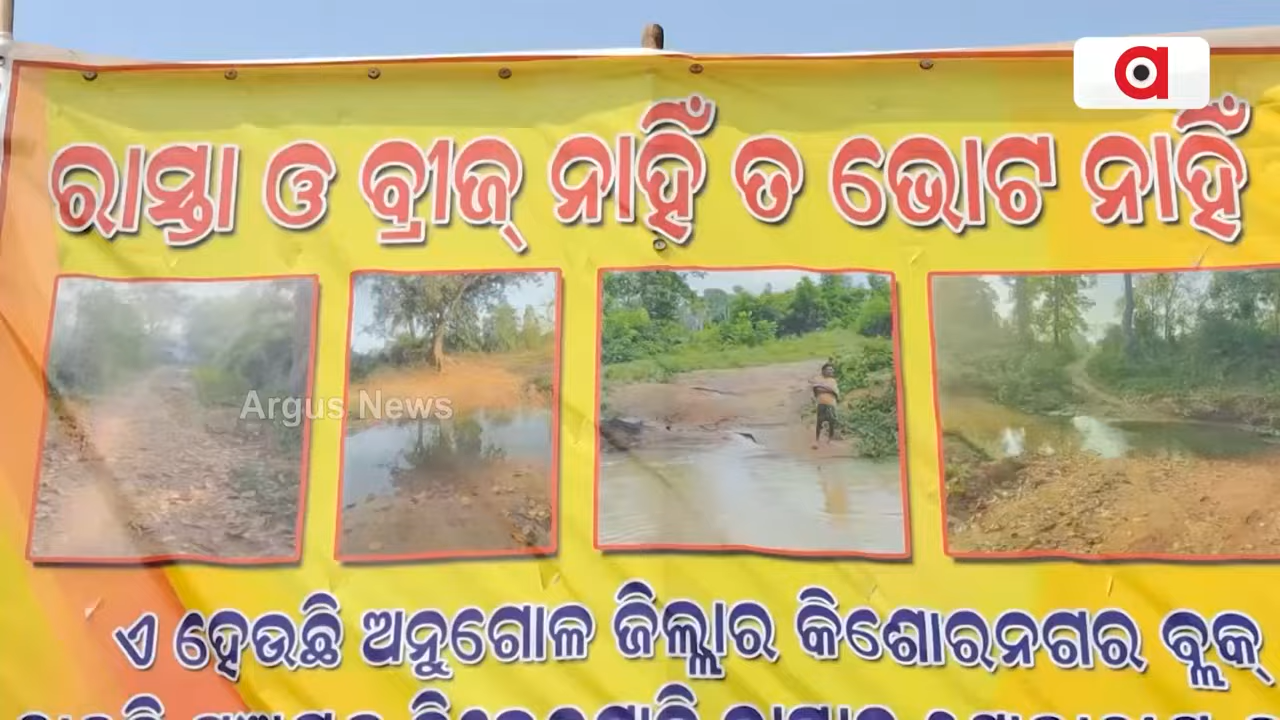 ରାସ୍ତା ଓ ବ୍ରୀଜ୍ ନାହିଁ ତ ଭୋଟ ନାହିଁ
Argus News
ଏ ହେଉଛି ଅନୁଗୋଳ ଜିଲ୍ଲାର କିଶୋରନଗର ବ୍ଲକ୍